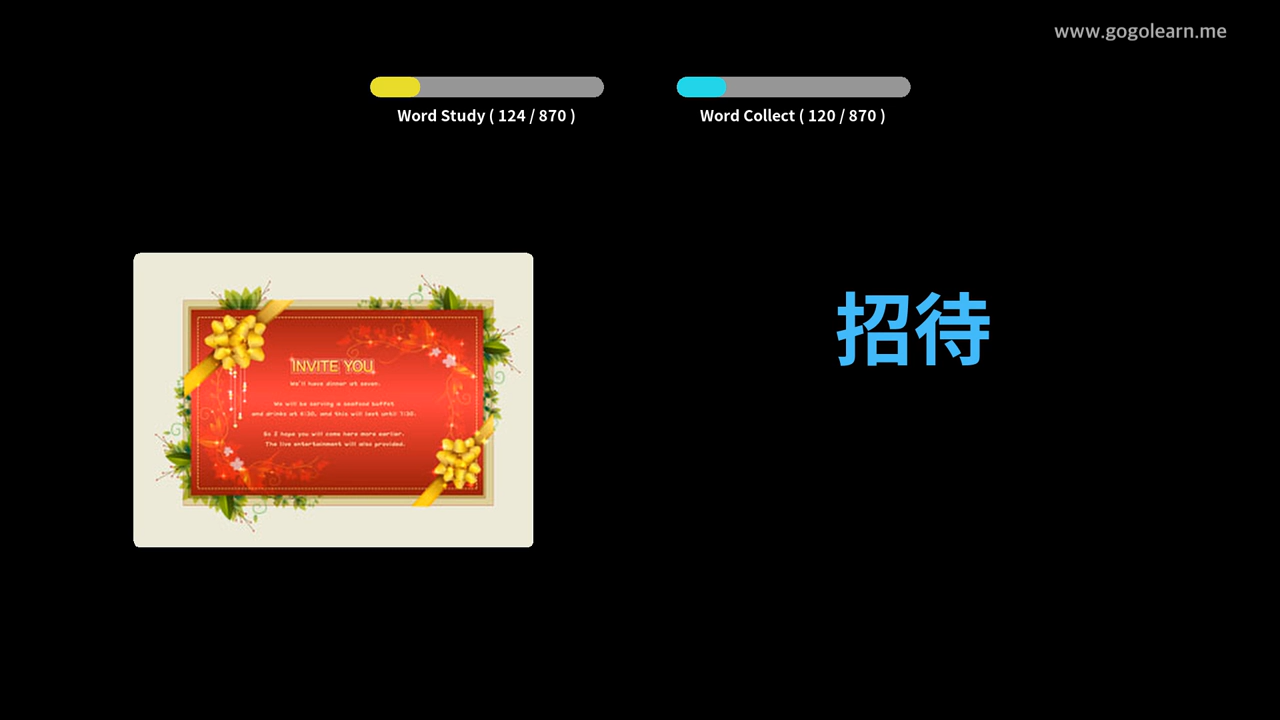 www.gogolearn.me
Word Study ( 124 / 870 )
Word Collect ( 120 / 870 )
招待
INVITE YOU
We'll have dinner at seven.
We will be serving a seafood buffet
and drinks at 6:30, and this will last until 7:30.
So I hope you will come here more earlier.
The live entertainment will also provided.